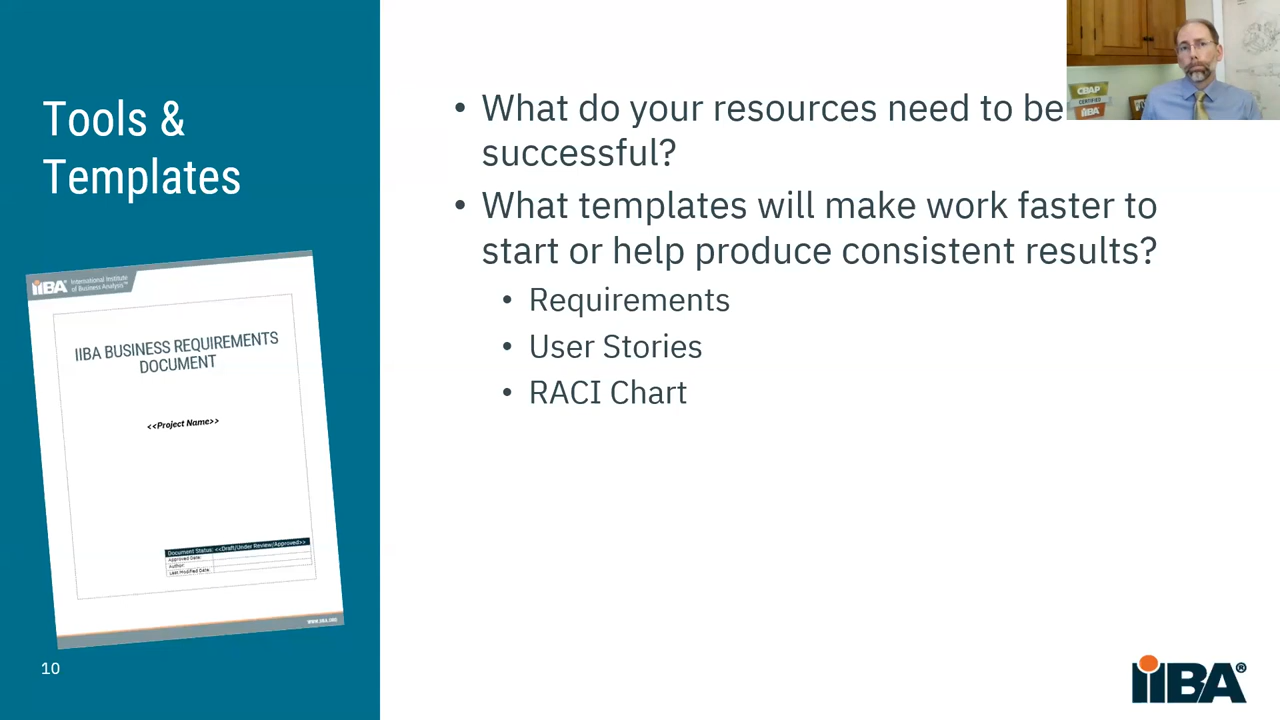 Tools &
Templates
IIBA® International Institute
of Business Analysis™
IIBA BUSINESS REQUIREMENTS
DOCUMENT
<<Project Name>>
Document Status: <<Draft/Under Review/Approved>>
Approved Date:
Author:
Last Modified Date:
WWW.IIBA.ORG
10
• What do your resources need to be
successful?
• What templates will make work faster to
start or help produce consistent results?
• Requirements
• User Stories
• RACI Chart
CBAP
CERTIFIED
IIBA
IIBA®